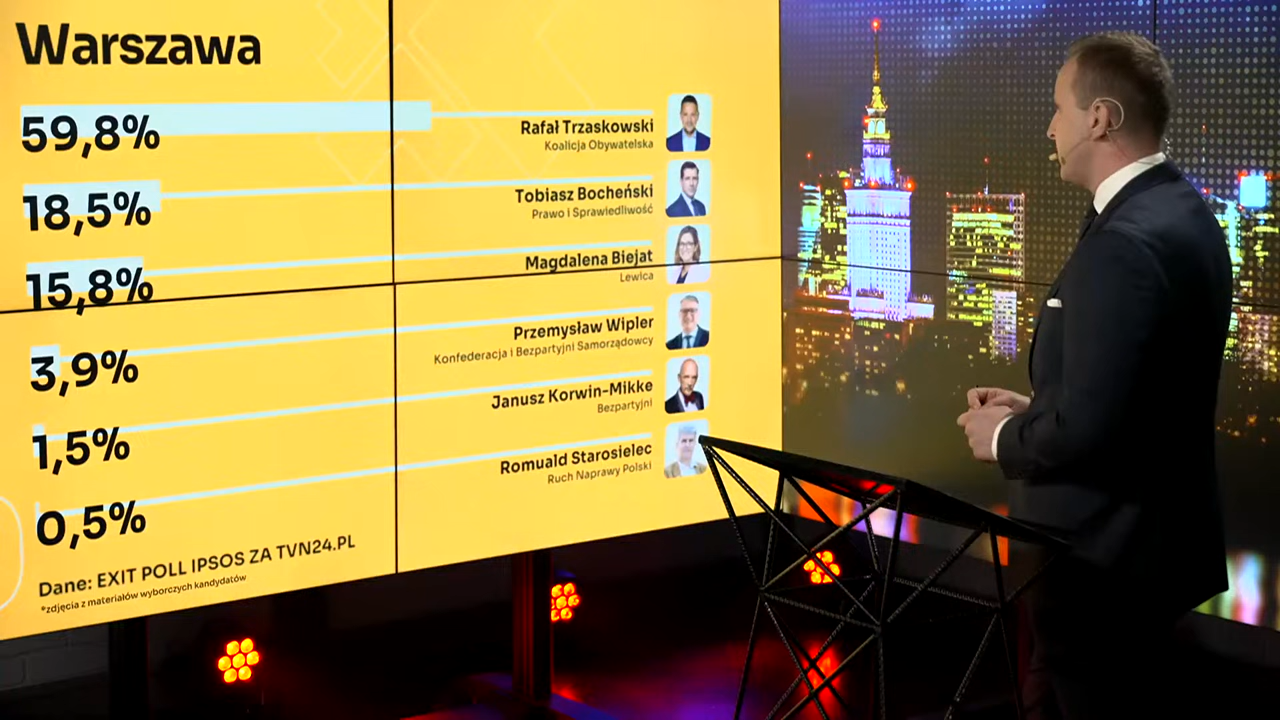 Warszawa
59,8%
Rafał Trzaskowski
Koalicja Obywatelska
18,5%
Tobiasz Bocheński
Prawo i Sprawiedliwość
15,8%
Magdalena Biejat
Lewica
3,9%
Przemysław Wipler
Konfederacja i Bezpartyjni Samorządowcy
1,5%
Janusz Korwin-Mikke
Bezpartyjni
0,5%
Romuald Starosielec
Ruch Naprawy Polski
Dane: EXIT POLL IPSOS ZA TVN24.PL
*zdjęcia z materiałów wyborczych kandydatów